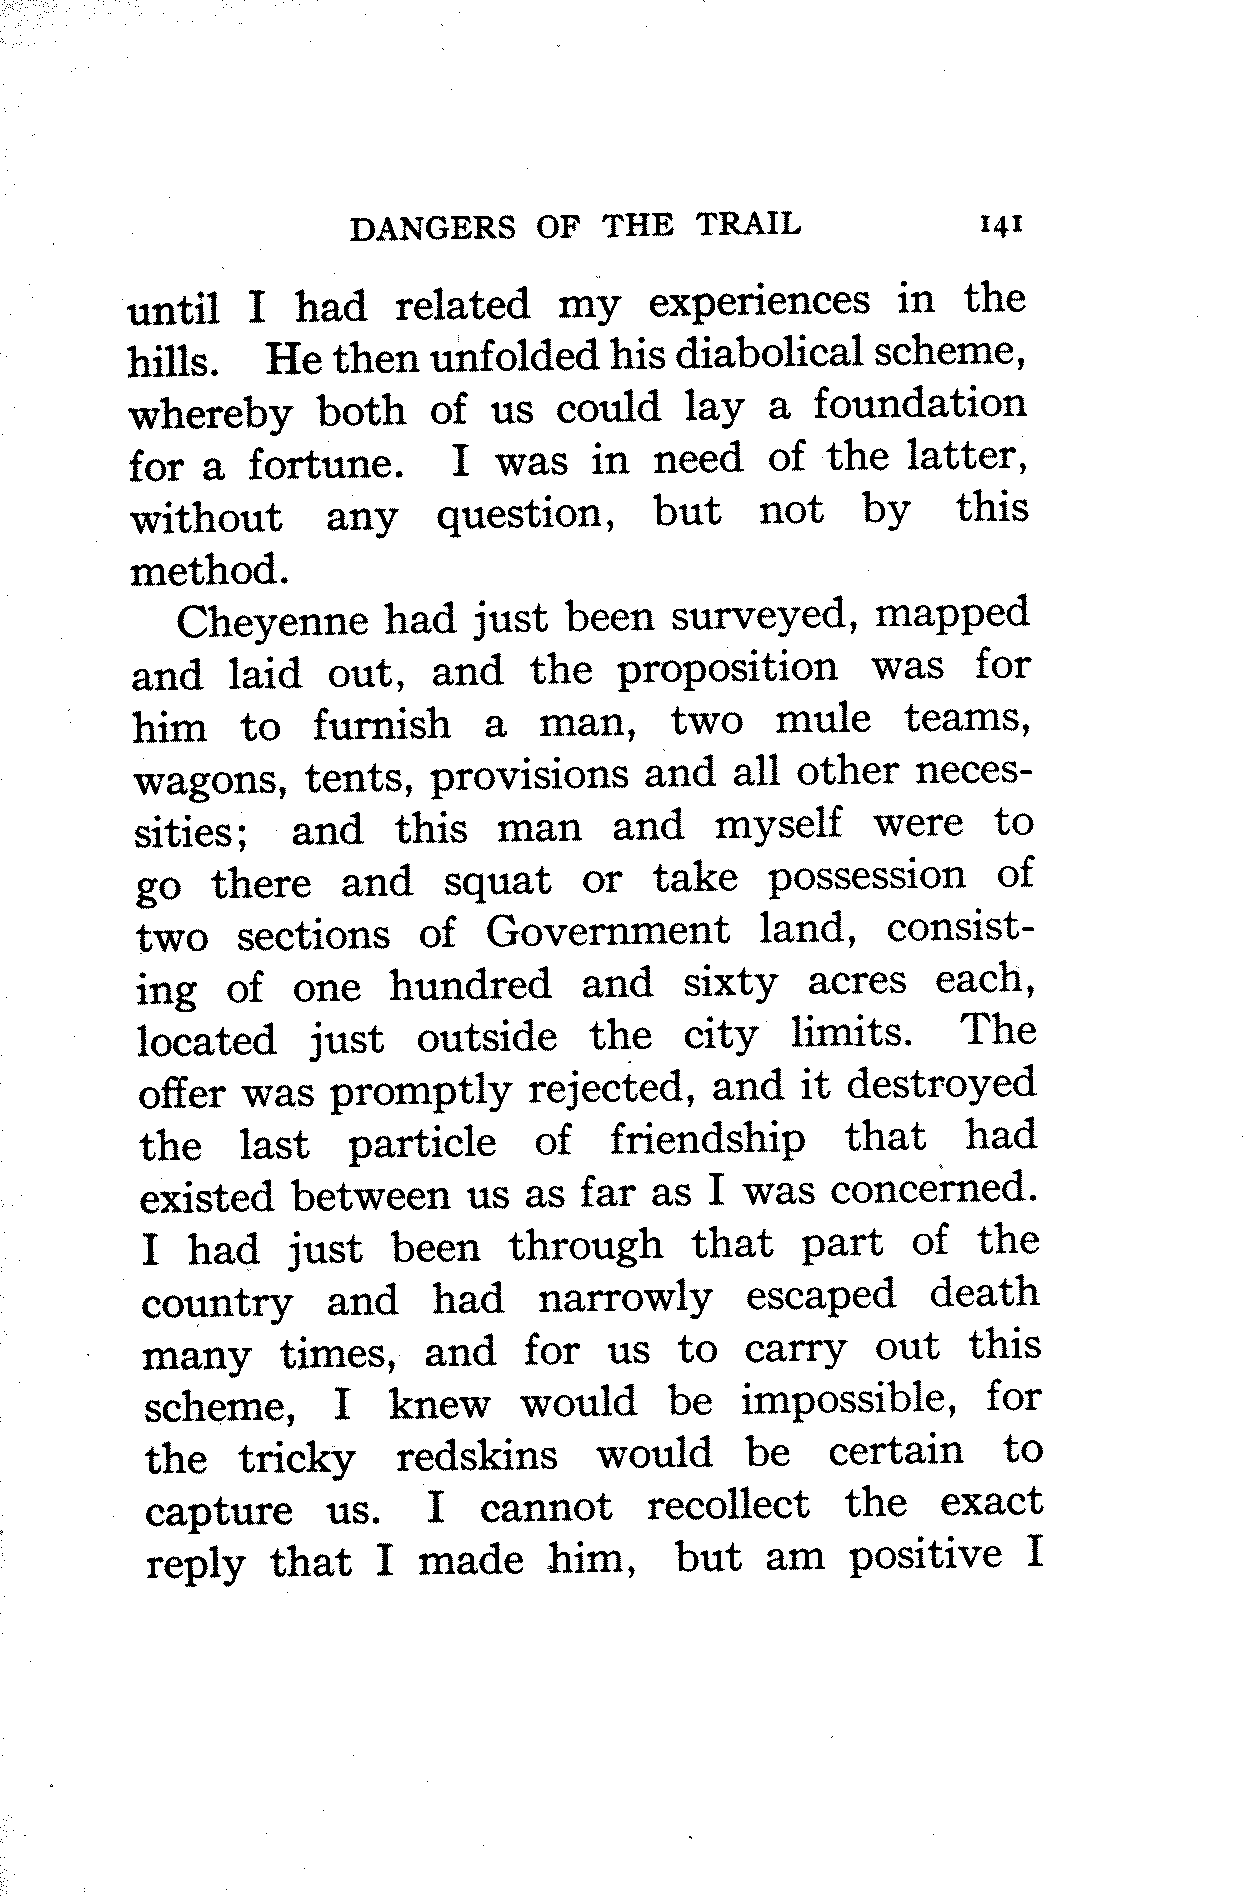 DANGERS OF THE TRAIL 141
until I had related my experiences in the
hills. He then unfolded his diabolical scheme,
whereby both of us could lay a foundation
for a fortune. I was in need of the latter,
without any question, but not by this
method.
Cheyenne had just been surveyed, mapped
and laid out, and the proposition was for
him to furnish a man, two mule teams,
wagons, tents, provisions and all other neces-
sities; and this man and myself were to
go there and squat or take possession of
two sections of Government land, consist-
ing of one hundred and sixty acres each,
located just outside the city limits. The
offer was promptly rejected, and it destroyed
the last particle of friendship that had
existed between us as far as I was concerned.
I had just been through that part of the
country and had narrowly escaped death
many times, and for us to carry out this
scheme, I knew would be impossible, for
the tricky redskins would be certain to
capture us. I cannot recollect the exact
reply that I made him, but am positive I